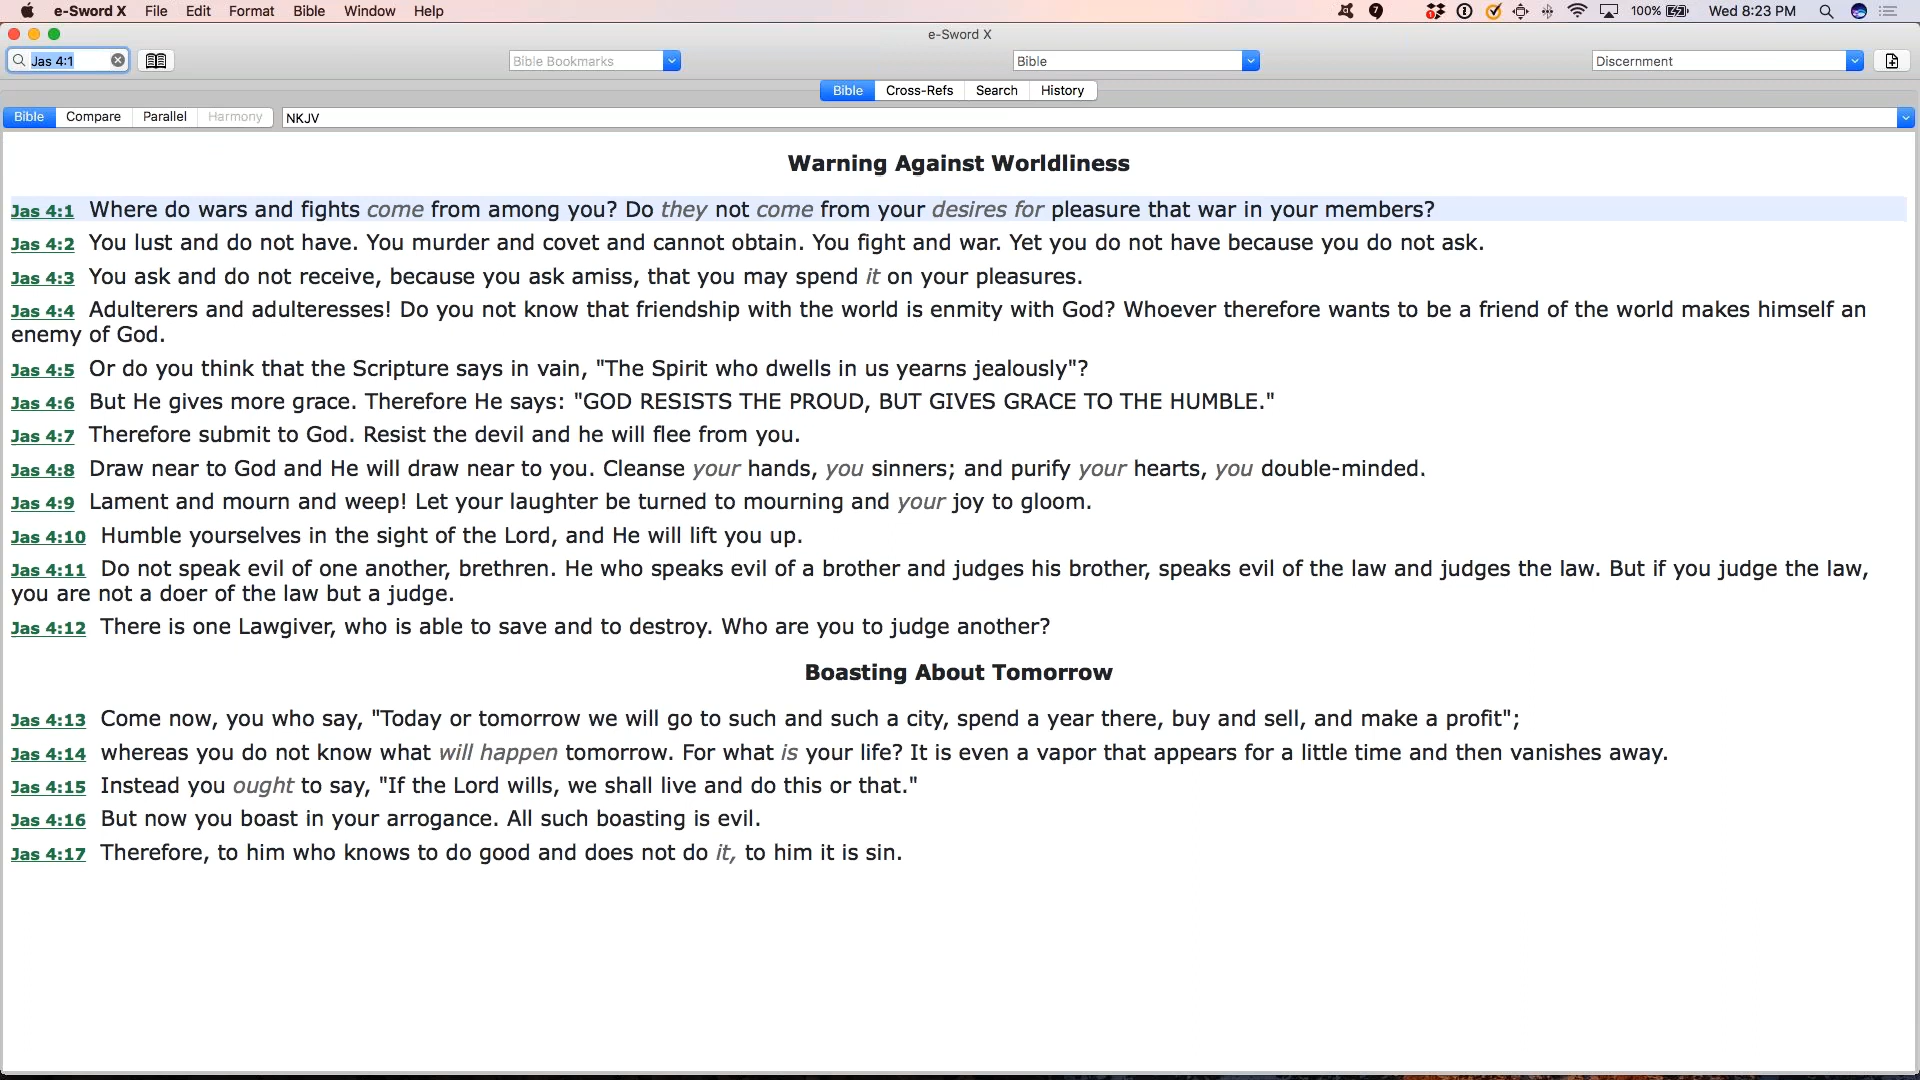 e-Sword X File Edit Format Bible Window Help 100% Wed 8:23 PM
e-Sword X
Jas 4:1 Bible Bookmarks Bible Discernment
Bible Cross-Refs Search History
Bible Compare Parallel Harmony NKJV
Warning Against Worldliness
Jas 4:1 Where do wars and fights come from among you? Do they not come from your desires for pleasure that war in your members?
Jas 4:2 You lust and do not have. You murder and covet and cannot obtain. You fight and war. Yet you do not have because you do not ask.
Jas 4:3 You ask and do not receive, because you ask amiss, that you may spend it on your pleasures.
Jas 4:4 Adulterers and adulteresses! Do you not know that friendship with the world is enmity with God? Whoever therefore wants to be a friend of the world makes himself an
enemy of God.
Jas 4:5 Or do you think that the Scripture says in vain, "The Spirit who dwells in us yearns jealously"?
Jas 4:6 But He gives more grace. Therefore He says: "GOD RESISTS THE PROUD, BUT GIVES GRACE TO THE HUMBLE."
Jas 4:7 Therefore submit to God. Resist the devil and he will flee from you.
Jas 4:8 Draw near to God and He will draw near to you. Cleanse your hands, you sinners; and purify your hearts, you double-minded.
Jas 4:9 Lament and mourn and weep! Let your laughter be turned to mourning and your joy to gloom.
Jas 4:10 Humble yourselves in the sight of the Lord, and He will lift you up.
Jas 4:11 Do not speak evil of one another, brethren. He who speaks evil of a brother and judges his brother, speaks evil of the law and judges the law. But if you judge the law,
you are not a doer of the law but a judge.
Jas 4:12 There is one Lawgiver, who is able to save and to destroy. Who are you to judge another?
Boasting About Tomorrow
Jas 4:13 Come now, you who say, "Today or tomorrow we will go to such and such a city, spend a year there, buy and sell, and make a profit";
Jas 4:14 whereas you do not know what will happen tomorrow. For what is your life? It is even a vapor that appears for a little time and then vanishes away.
Jas 4:15 Instead you ought to say, "If the Lord wills, we shall live and do this or that."
Jas 4:16 But now you boast in your arrogance. All such boasting is evil.
Jas 4:17 Therefore, to him who knows to do good and does not do it, to him it is sin.